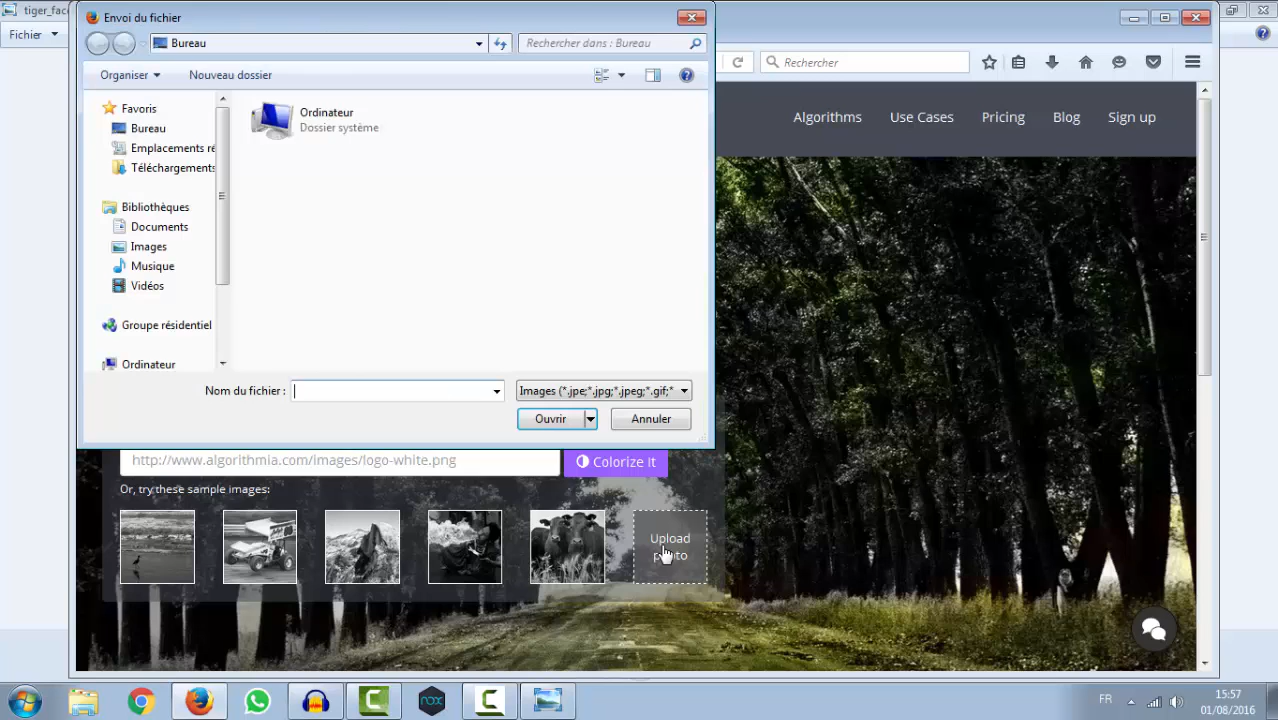 tiger_fac
Fichier
Envoi du fichier
Bureau
Rechercher dans : Bureau
Organiser
Nouveau dossier
Favoris
Bureau
Emplacements ré
Téléchargements
Bibliothèques
Documents
Images
Musique
Vidéos
Groupe résidentiel
Ordinateur
Ordinateur
Dossier système
Nom du fichier :
Images (*.jpe;*.jpg;*.jpeg;*.gif;*
Ouvrir
Annuler
Rechercher
Algorithms
Use Cases
Pricing
Blog
Sign up
http://www.algorithmia.com/images/logo-white.png
Colorize It
Or, try these sample images:
Upload
photo
nox
FR
15:57
01/08/2016